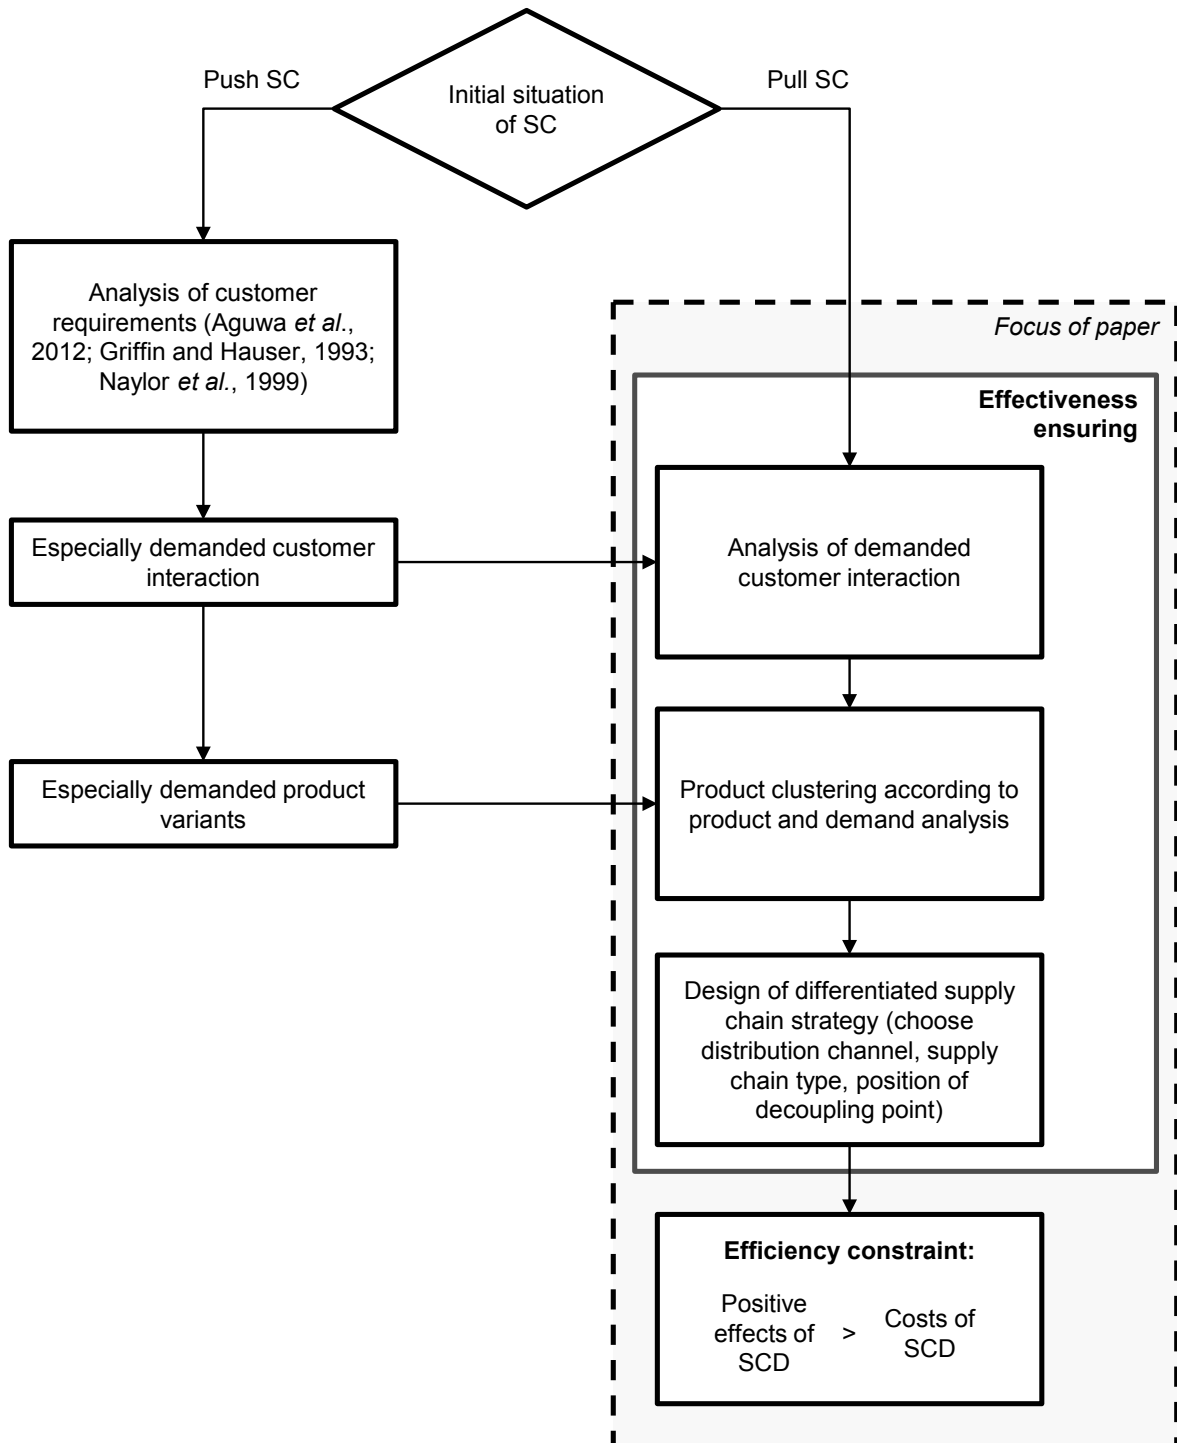 Push SC
Initial situation
of SC
Pull SC
Analysis of customer
requirements (Aguwa et al.,
2012; Griffin and Hauser, 1993;
Naylor et al., 1999)
Focus of paper
Effectiveness
ensuring
Especially demanded customer
interaction
Analysis of demanded
customer interaction
Especially demanded product
variants
Product clustering according to
product and demand analysis
Design of differentiated supply
chain strategy (choose
distribution channel, supply
chain type, position of
decoupling point)
Efficiency constraint:
Positive
effects of
SCD
>
Costs of
SCD